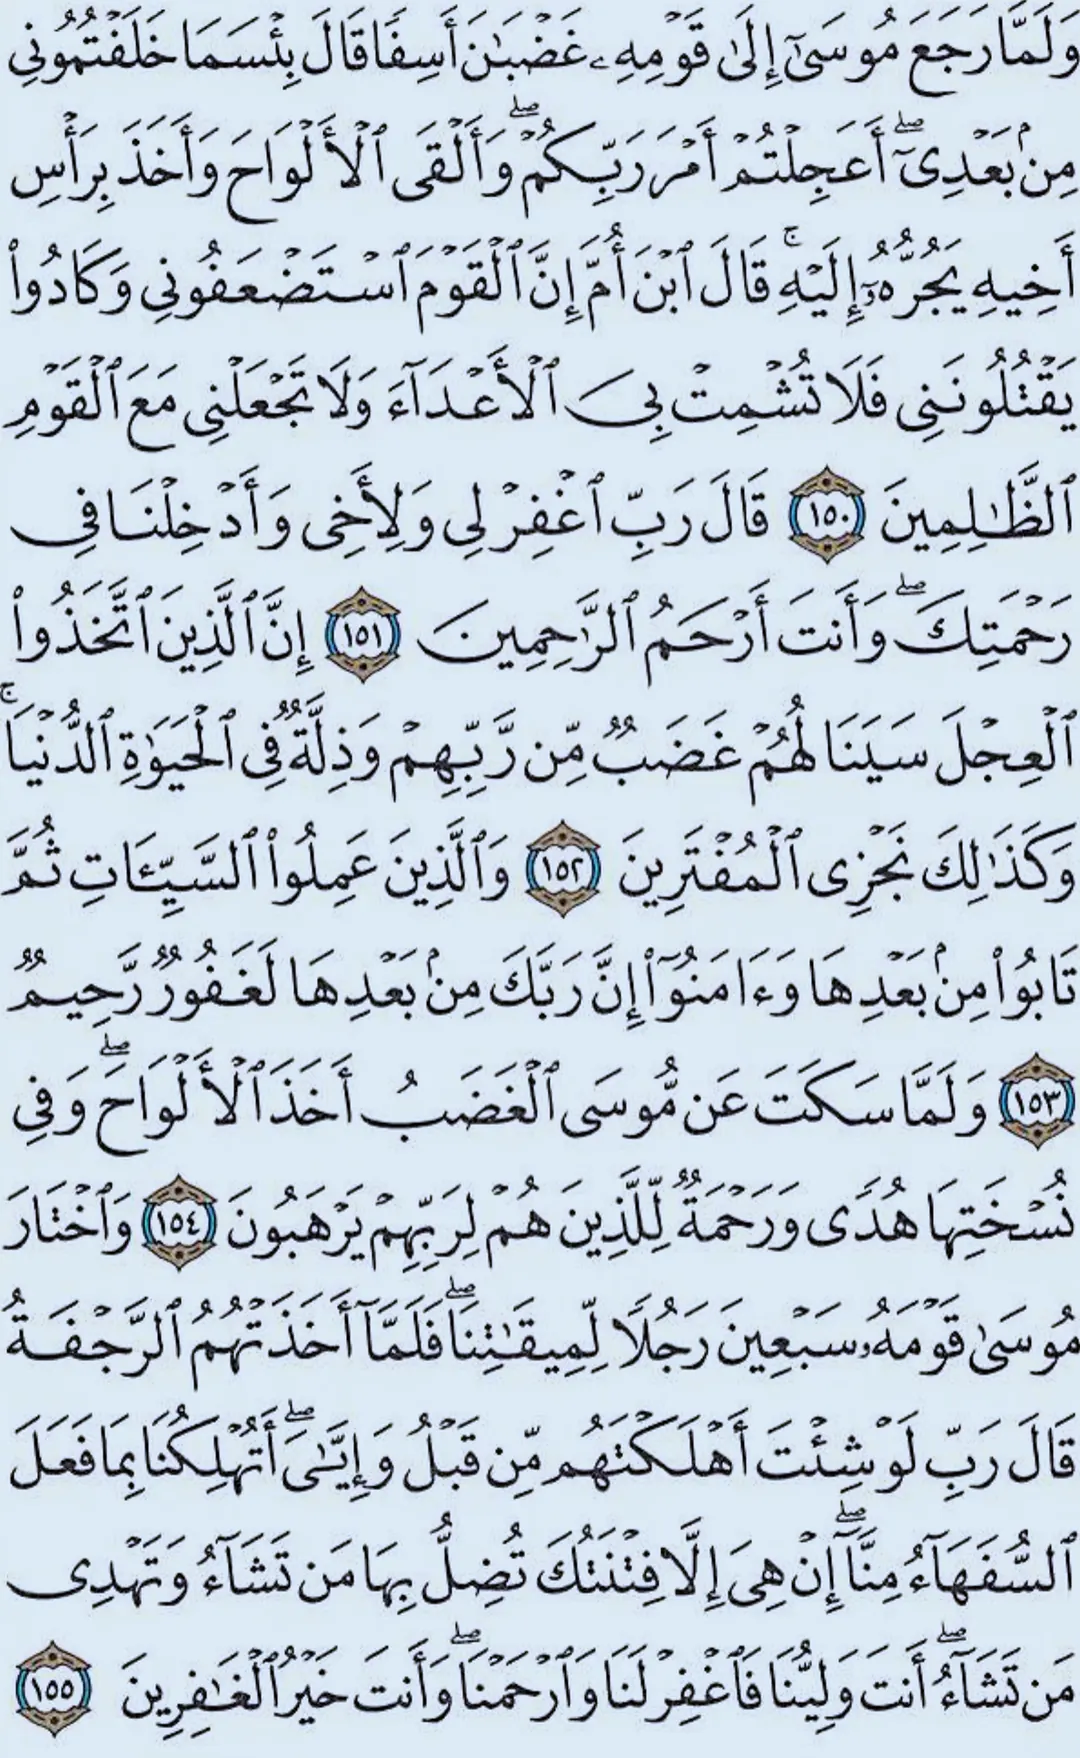 وَلَمَّا رَجَعَ مُوسَىٰٓ إِلَىٰ قَوْمِهِۦ غَضْبَٰنَ أَسِفًا قَالَ بِئْسَمَا خَلَفْتُمُونِي
مِنۢ بَعْدِىٓۖ أَعَجِلْتُمْ أَمْرَ رَبِّكُمْۖ وَأَلْقَى ٱلْأَلْوَاحَ وَأَخَذَ بِرَأْسِ
أَخِيهِ يَجُرُّهُۥٓ إِلَيْهِۚ قَالَ ٱبْنَ أُمَّ إِنَّ ٱلْقَوْمَ ٱسْتَضْعَفُونِي وَكَادُوا۟
يَقْتُلُونَنِي فَلَا تُشْمِتْ بِيَ ٱلْأَعْدَآءَ وَلَا تَجْعَلْنِي مَعَ ٱلْقَوْمِ
ٱلظَّٰلِمِينَ ١٥٠ قَالَ رَبِّ ٱغْفِرْ لِي وَلِأَخِي وَأَدْخِلْنَا فِي
رَحْمَتِكَۖ وَأَنتَ أَرْحَمُ ٱلرَّٰحِمِينَ ١٥١ إِنَّ ٱلَّذِينَ ٱتَّخَذُوا۟
ٱلْعِجْلَ سَيَنَالُهُمْ غَضَبٌ مِّن رَّبِّهِمْ وَذِلَّةٌ فِي ٱلْحَيَوٰةِ ٱلدُّنْيَاۚ
وَكَذَٰلِكَ نَجْزِى ٱلْمُفْتَرِينَ ١٥٢ وَٱلَّذِينَ عَمِلُوا۟ ٱلسَّيِّـَٔاتِ ثُمَّ
تَابُوا۟ مِنۢ بَعْدِهَا وَءَامَنُوٓا۟ إِنَّ رَبَّكَ مِنۢ بَعْدِهَا لَغَفُورٌ رَّحِيمٌ
١٥٣ وَلَمَّا سَكَتَ عَن مُّوسَى ٱلْغَضَبُ أَخَذَ ٱلْأَلْوَاحَۖ وَفِي
نُسْخَتِهَا هُدًى وَرَحْمَةٌ لِّلَّذِينَ هُمْ لِرَبِّهِمْ يَرْهَبُونَ ١٥٤ وَٱخْتَارَ
مُوسَىٰ قَوْمَهُۥ سَبْعِينَ رَجُلًا لِّمِيقَٰتِنَاۖ فَلَمَّآ أَخَذَتْهُمُ ٱلرَّجْفَةُ
قَالَ رَبِّ لَوْ شِئْتَ أَهْلَكْتَهُم مِّن قَبْلُ وَإِيَّٰىَۖ أَتُهْلِكُنَا بِمَا فَعَلَ
ٱلسُّفَهَآءُ مِنَّآۖ إِنْ هِيَ إِلَّا فِتْنَتُكَ تُضِلُّ بِهَا مَن تَشَآءُ وَتَهْدِى
مَن تَشَآءُۖ أَنتَ وَلِيُّنَا فَٱغْفِرْ لَنَا وَٱرْحَمْنَاۖ وَأَنتَ خَيْرُ ٱلْغَٰفِرِينَ ١٥٥